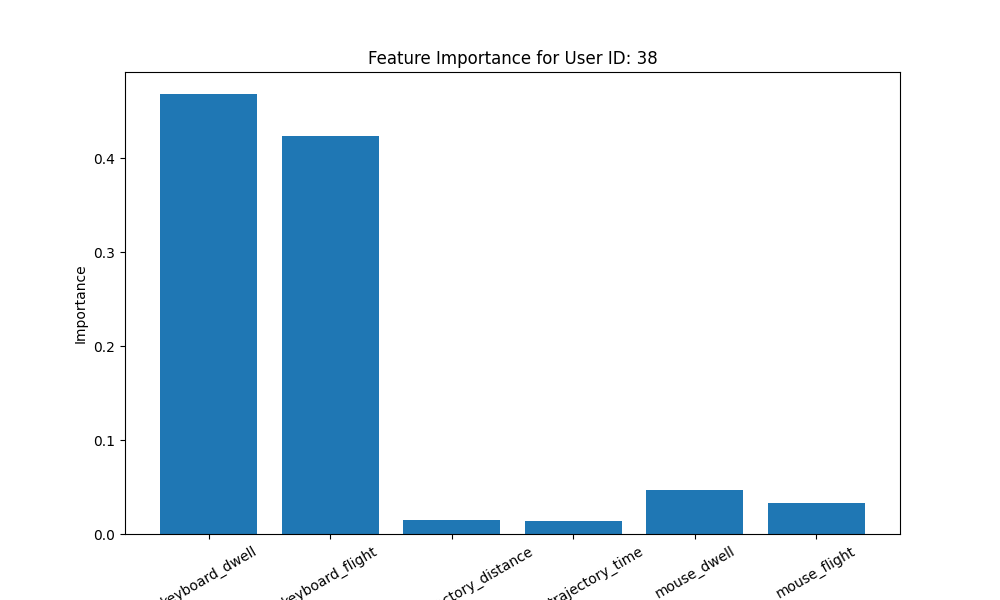 Feature Importance for User ID: 38
Importance
0.4
0.3
0.2
0.1
0.0
keyboard_dwell
keyboard_flight
ctory_distance
trajectory_time
mouse_dwell
mouse_flight